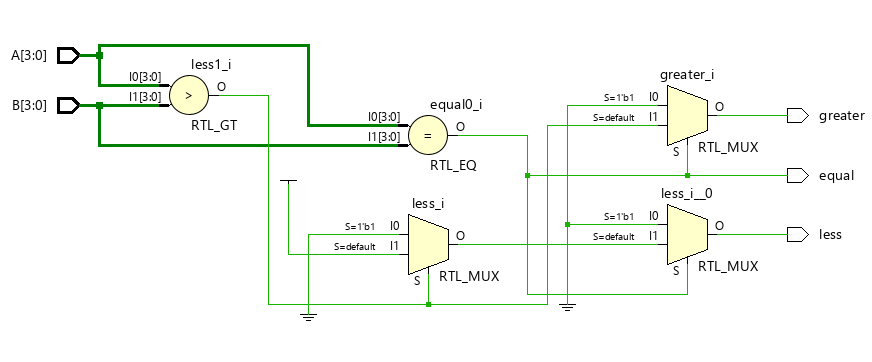 A[3:0]
B[3:0]
less1_i
I0[3:0]
I1[3:0]
O
>
RTL_GT
equal0_i
I0[3:0]
I1[3:0]
O
=
RTL_EQ
greater_i
S=1'b1 I0
S=default I1
O
S
RTL_MUX
greater
equal
less_i
S=1'b1 I0
S=default I1
O
S
RTL_MUX
less_i__0
S=1'b1 I0
S=default I1
O
S
RTL_MUX
less